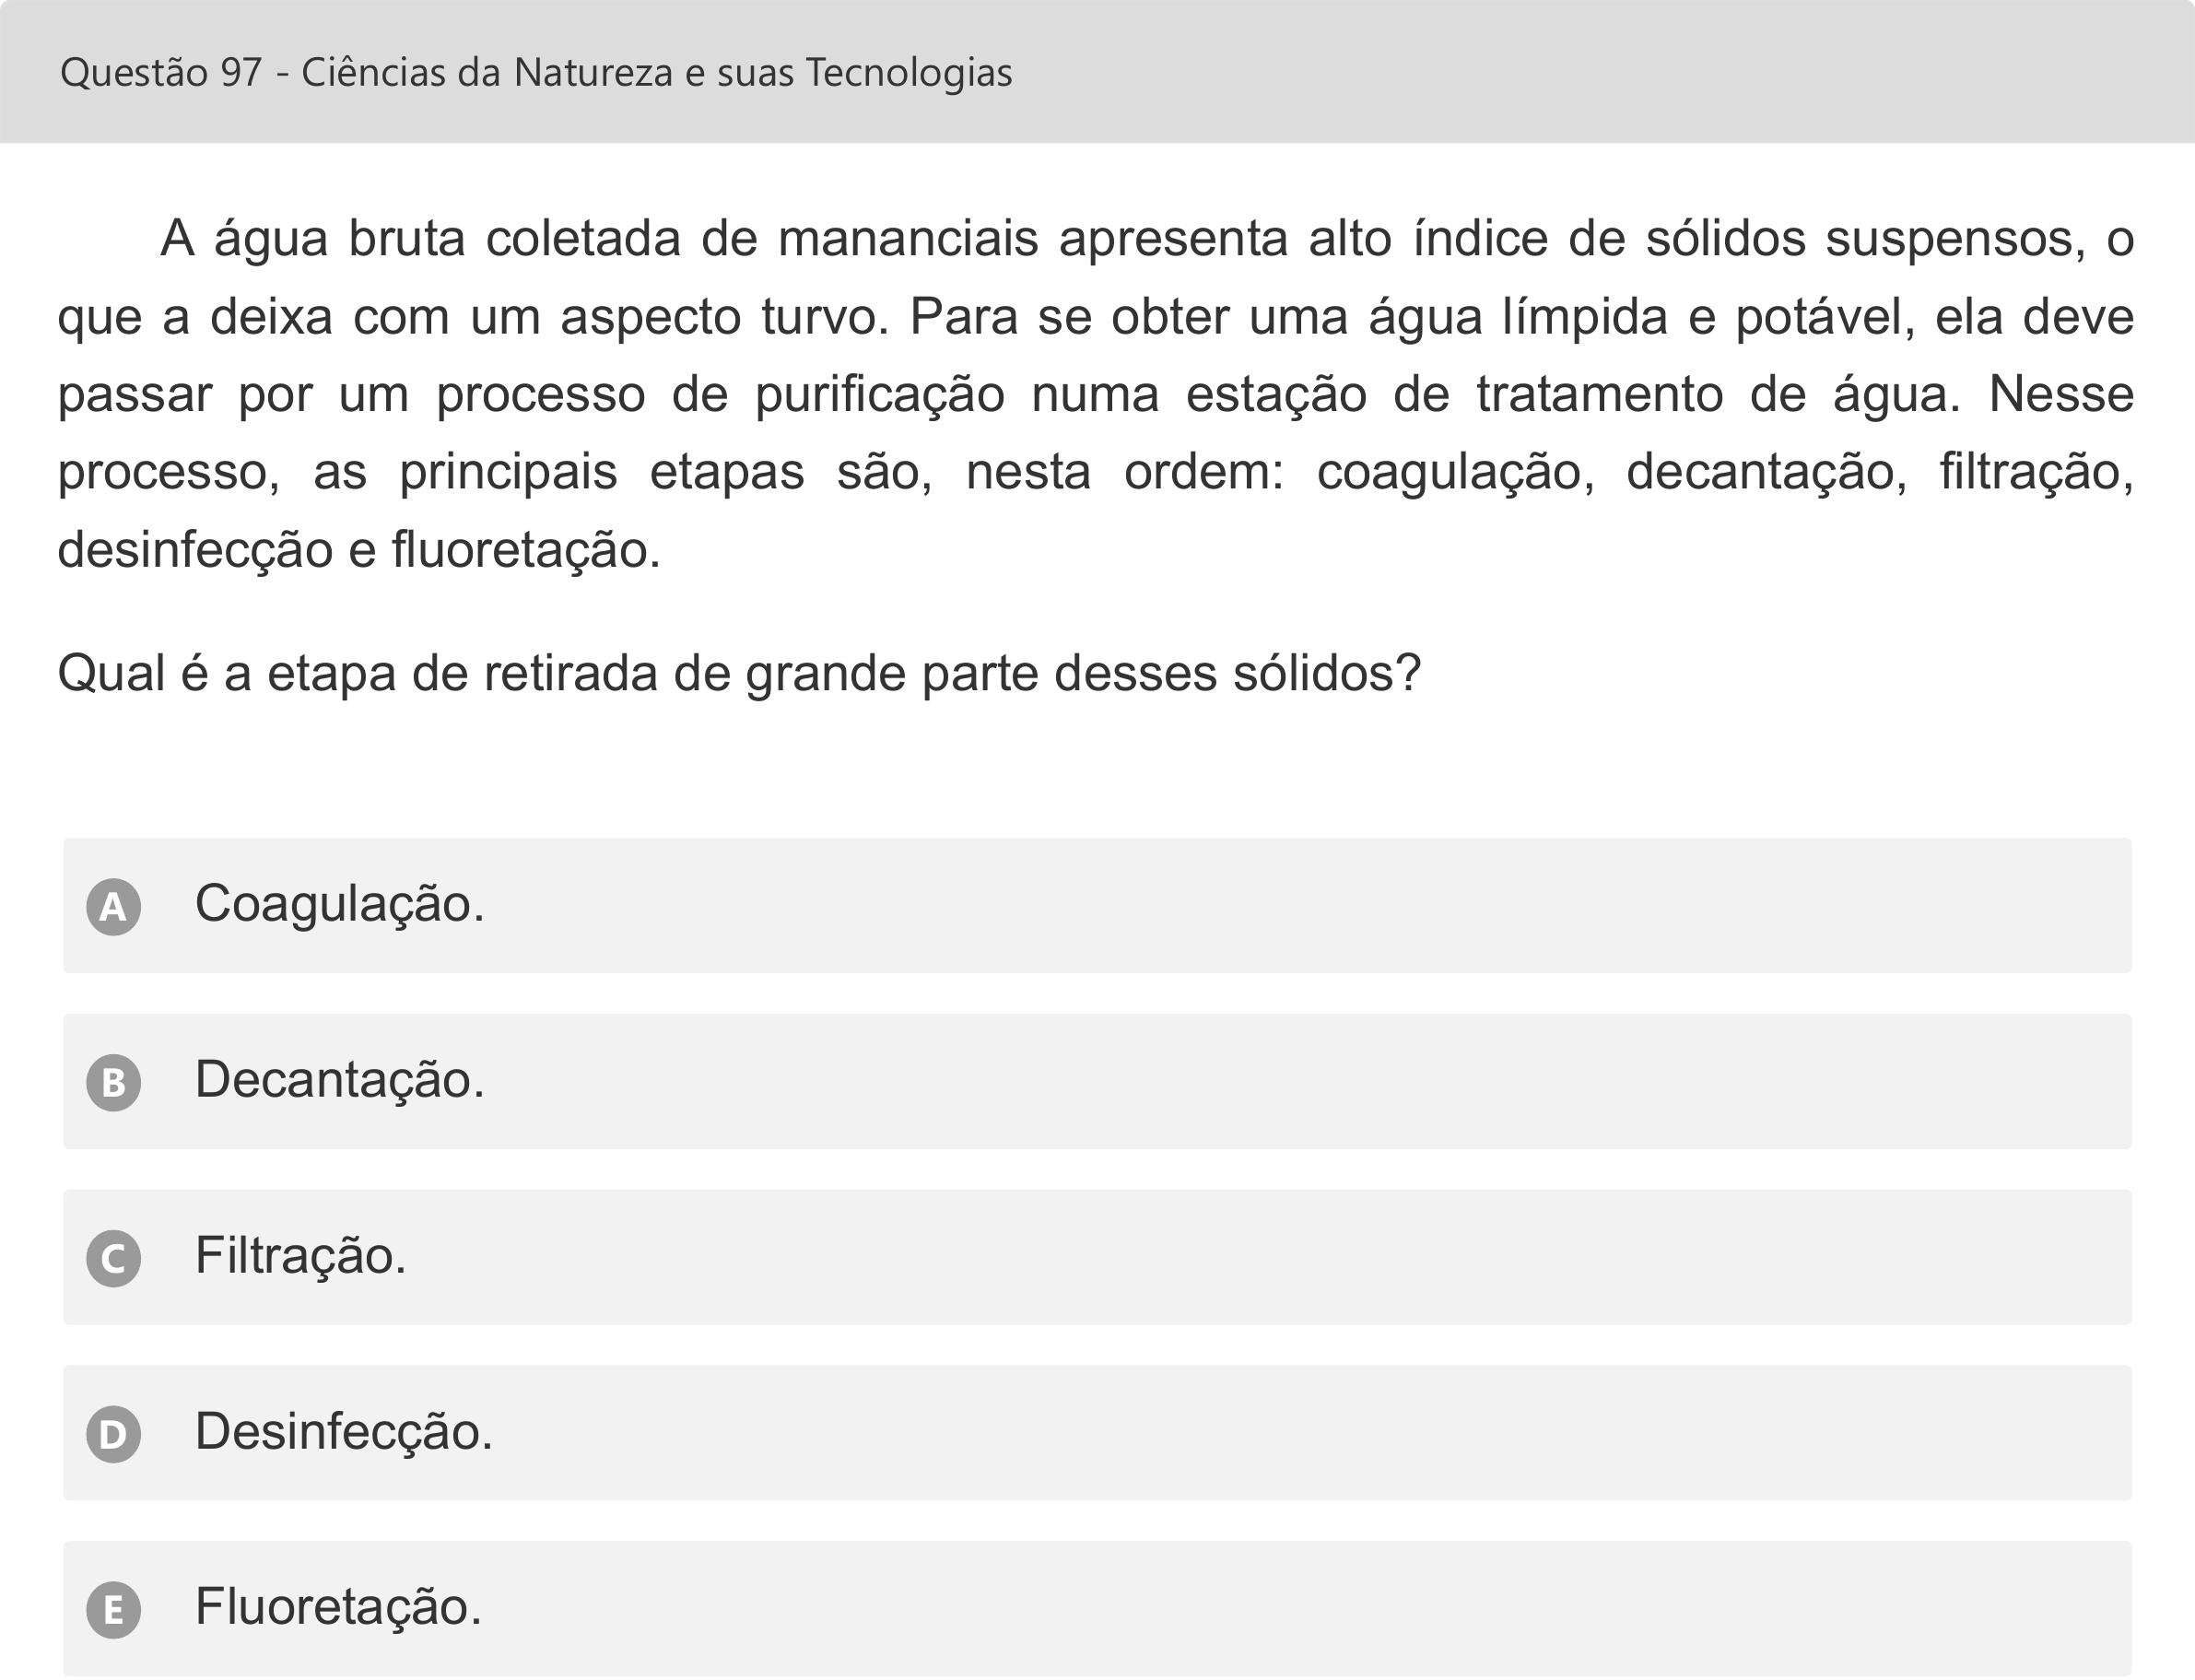 Questão 97 - Ciências da Natureza e suas Tecnologias
A água bruta coletada de mananciais apresenta alto índice de sólidos suspensos, o
que a deixa com um aspecto turvo. Para se obter uma água límpida e potável, ela deve
passar por um processo de purificação numa estação de tratamento de água. Nesse
processo, as principais etapas são, nesta ordem: coagulação, decantação, filtração,
desinfecção e fluoretação.
Qual é a etapa de retirada de grande parte desses sólidos?
A Coagulação.
B Decantação.
C Filtração.
D Desinfecção.
E Fluoretação.